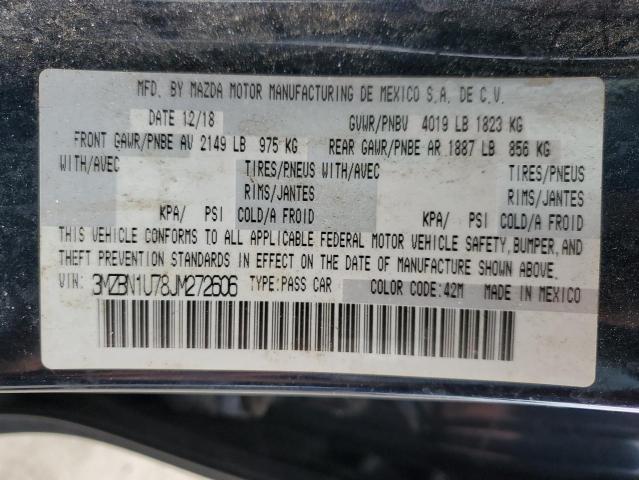 MFD. BY MAZDA MOTOR MANUFACTURING DE MEXICO S.A. DE C.V.
DATE 12/18 GVWR/PNBV 4019 LB 1823 KG
FRONT GAWR/PNBE AV 2149 LB 975 KG REAR GAWR/PNBE AR 1887 LB 856 KG
WITH/AVEC TIRES/PNEUS WITH/AVEC TIRES/PNEUS
RIMS/JANTES RIMS/JANTES
KPA/ PSI COLD/A FROID KPA/ PSI COLD/A FROID
THIS VEHICLE CONFORMS TO ALL APPLICABLE FEDERAL MOTOR VEHICLE SAFETY, BUMPER, AND
THEFT PREVENTION STANDARDS IN EFFECT ON THE DATE OF MANUFACTURE SHOWN ABOVE.
VIN: 3MZBN1U78JM272606 TYPE: PASS CAR COLOR CODE: 42M MADE IN MEXICO